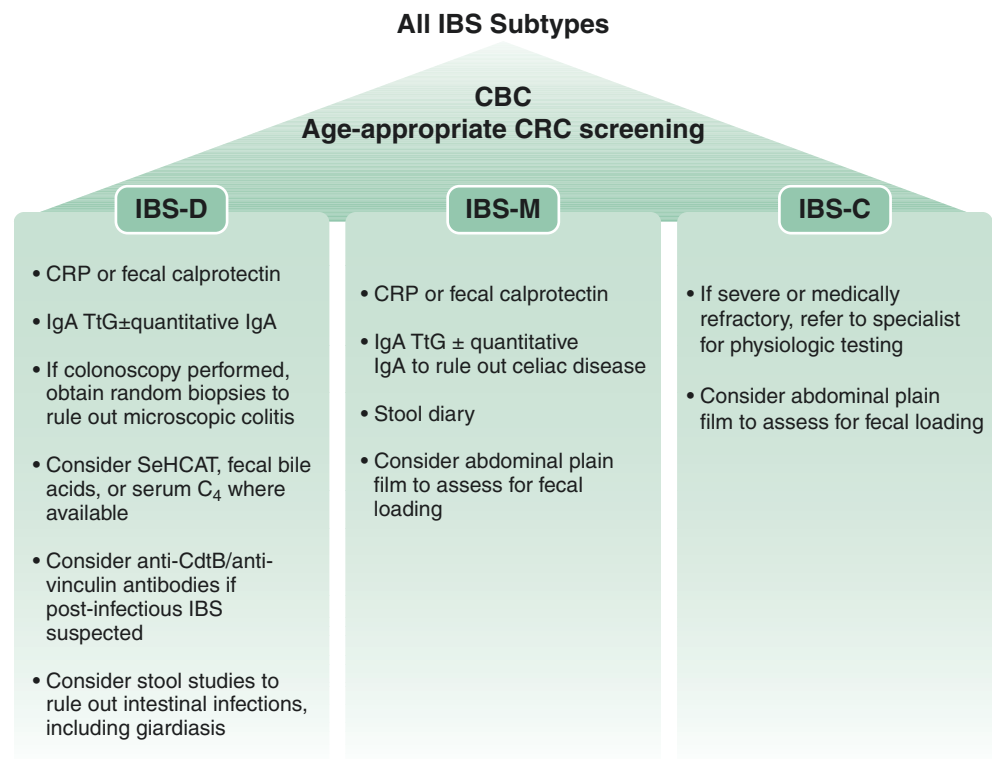 All IBS Subtypes
CBC
Age-appropriate CRC screening
IBS-D
• CRP or fecal calprotectin
• IgA TtG±quantitative IgA
• If colonoscopy performed,
obtain random biopsies to
rule out microscopic colitis
• Consider SeHCAT, fecal bile
acids, or serum C₄ where
available
• Consider anti-CdtB/anti-
vinculin antibodies if
post-infectious IBS
suspected
• Consider stool studies to
rule out intestinal infections,
including giardiasis
IBS-M
• CRP or fecal calprotectin
• IgA TtG ± quantitative
IgA to rule out celiac disease
• Stool diary
• Consider abdominal plain
film to assess for fecal
loading
IBS-C
• If severe or medically
refractory, refer to specialist
for physiologic testing
• Consider abdominal plain
film to assess for fecal loading